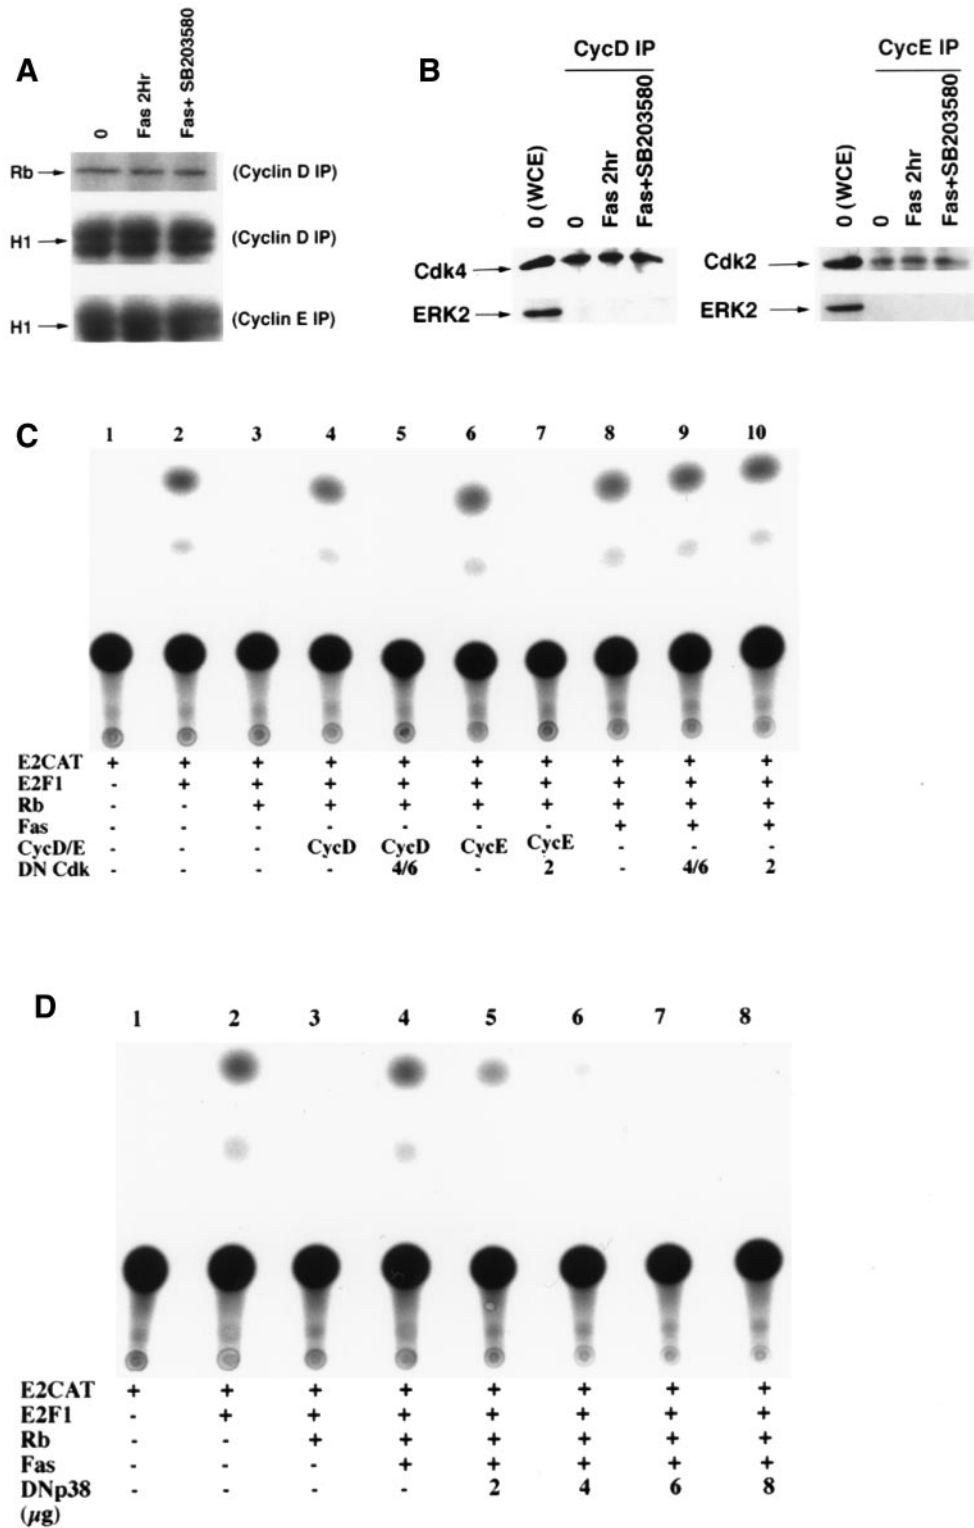 A
0
Fas 2Hr
Fas+ SB203580
Rb
(Cyclin D IP)
H1
(Cyclin D IP)
H1
(Cyclin E IP)
B
CycD IP
0 (WCE)
0
Fas 2hr
Fas+SB203580
Cdk4
ERK2
CycE IP
0 (WCE)
0
Fas 2hr
Fas+SB203580
Cdk2
ERK2
C
1 2 3 4 5 6 7 8 9 10
E2CAT + + + + + + + + + +
E2F1 - + + + + + + + + +
Rb - - + + + + + + + +
Fas - - - - - - - + + +
CycD/E - - - CycD CycD CycE CycE - - -
DN Cdk - - - - 4/6 - 2 - 4/6 2
D
1 2 3 4 5 6 7 8
E2CAT + + + + + + + +
E2F1 - + + + + + + +
Rb - - + + + + + +
Fas - - - + + + + +
DNp38 - - - - 2 4 6 8
(µg)